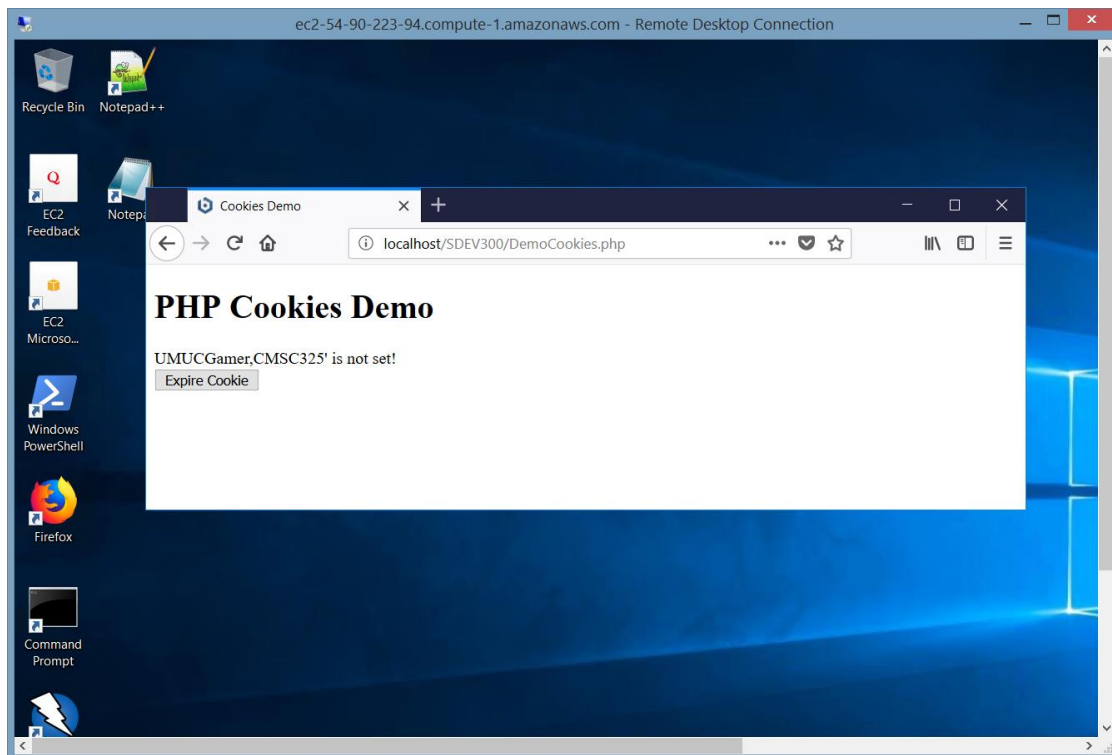 ec2-54-90-223-94.compute-1.amazonaws.com - Remote Desktop Connection
Recycle Bin
Notepad++
EC2
Feedback
Notep
Cookies Demo
localhost/SDEV300/DemoCookies.php
PHP Cookies Demo
UMUCGamer,CMSC325' is not set!
Expire Cookie
EC2
Microso...
Windows
PowerShell
Firefox
Command
Prompt